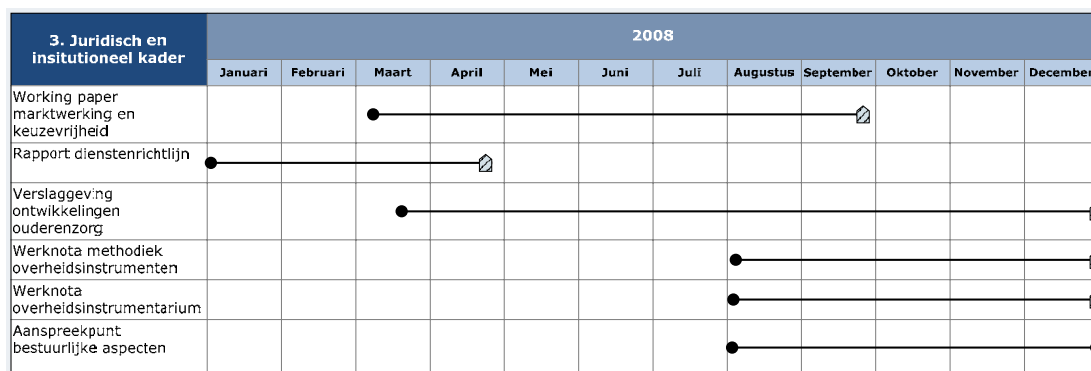 3. Juridisch en
insitutioneel kader
2008
Januari Februari Maart April Mei Juni Juli Augustus September Oktober November December
Working paper
marktwerking en
keuzevrijheid
Rapport dienstenrichtlijn
Verslaggeving
ontwikkelingen
ouderenzorg
Werknota methodiek
overheidsinstrumenten
Werknota
overheidsinstrumentarium
Aanspreekpunt
bestuurlijke aspecten